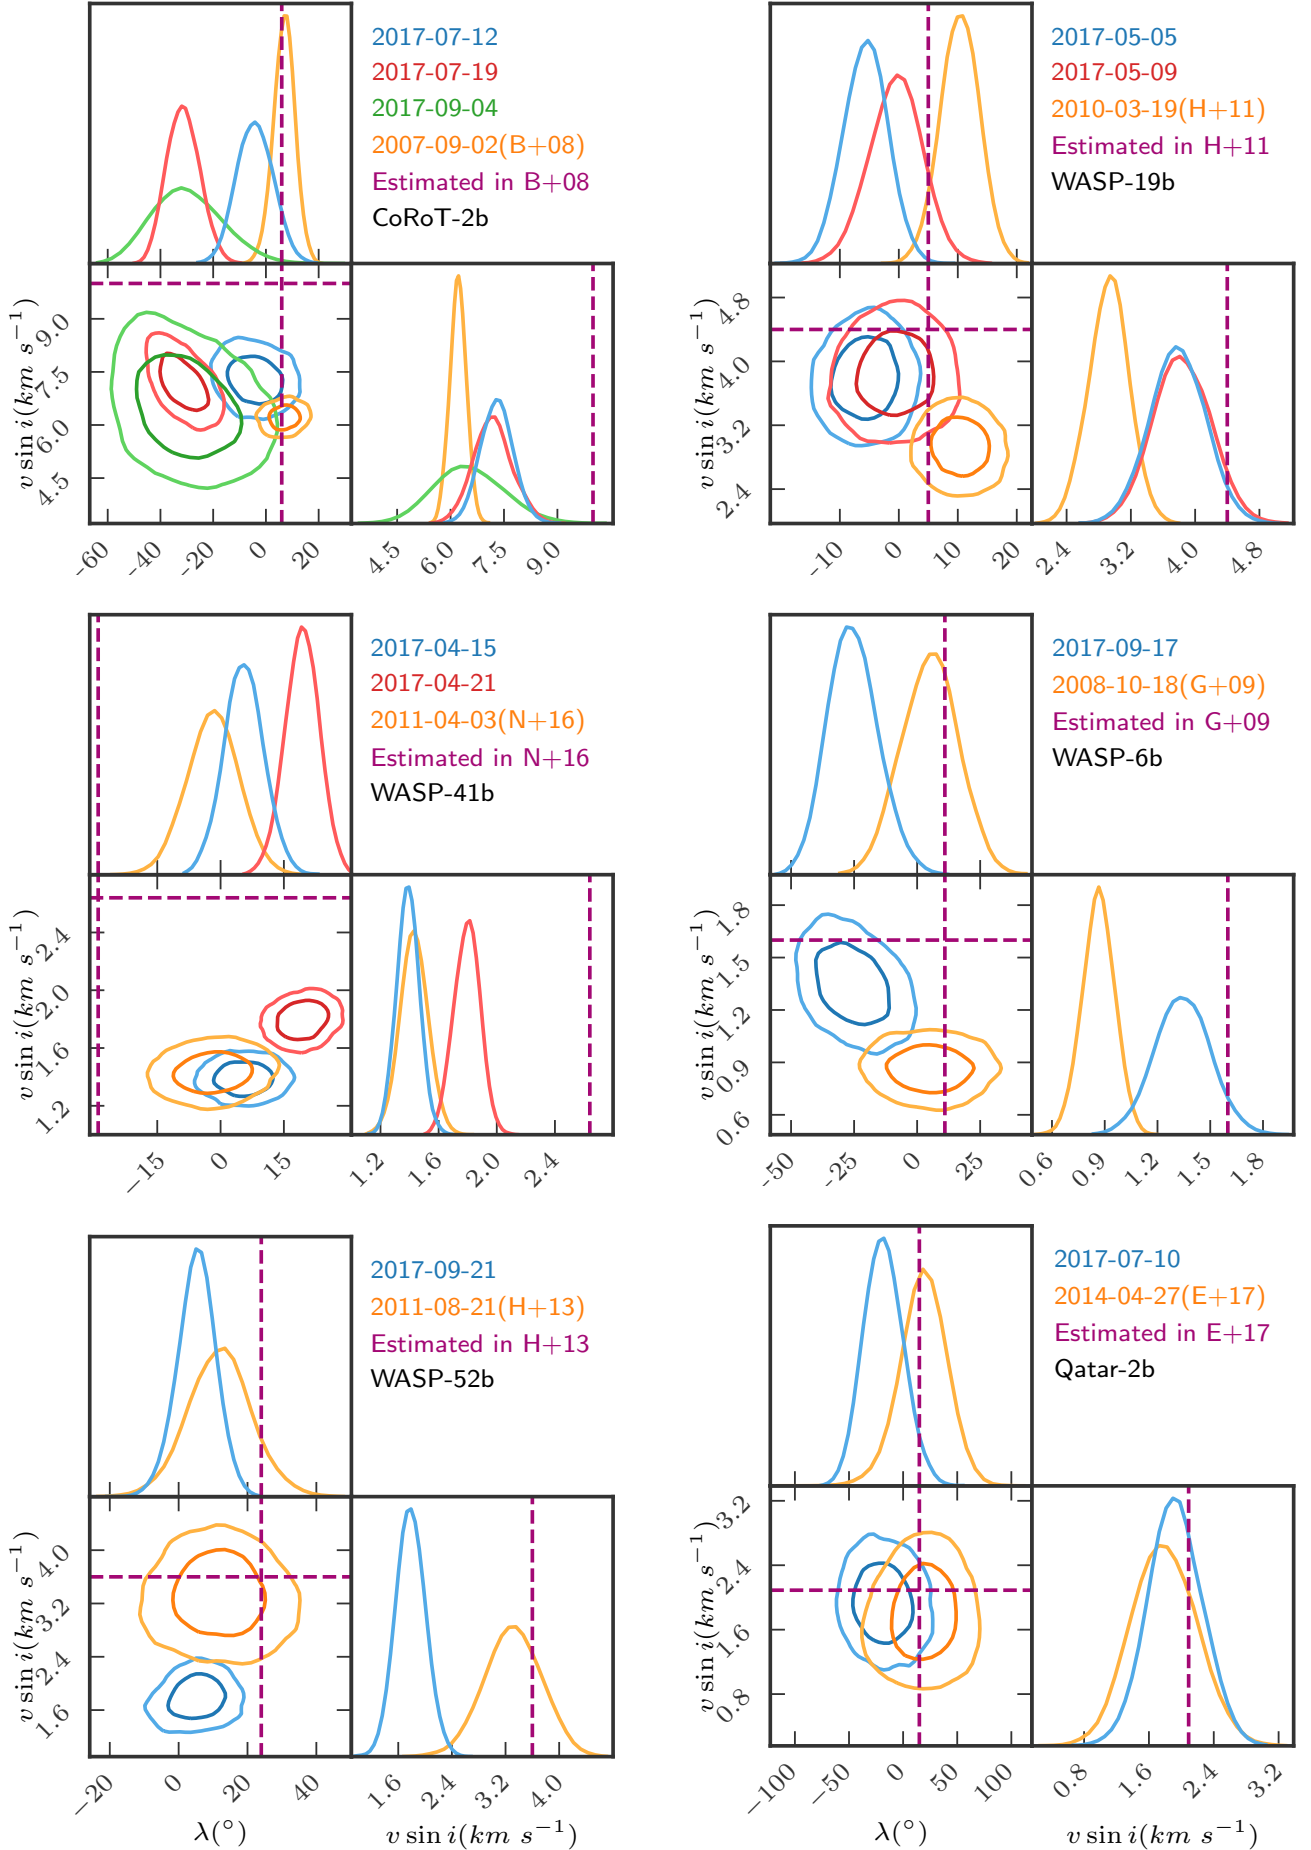 2017-07-12
2017-07-19
2017-09-04
2007-09-02(B+08)
Estimated in B+08
CoRoT-2b
v sin i(km s⁻¹)
9.0
7.5
6.0
4.5
−60 −40 −20 0 20
4.5 6.0 7.5 9.0
2017-05-05
2017-05-09
2010-03-19(H+11)
Estimated in H+11
WASP-19b
v sin i(km s⁻¹)
4.8
4.0
3.2
2.4
−10 0 10 20
2.4 3.2 4.0 4.8
2017-04-15
2017-04-21
2011-04-03(N+16)
Estimated in N+16
WASP-41b
v sin i(km s⁻¹)
2.4
2.0
1.6
1.2
−15 0 15
1.2 1.6 2.0 2.4
2017-09-17
2008-10-18(G+09)
Estimated in G+09
WASP-6b
v sin i(km s⁻¹)
1.8
1.5
1.2
0.9
0.6
−50 −25 0 25
0.6 0.9 1.2 1.5 1.8
2017-09-21
2011-08-21(H+13)
Estimated in H+13
WASP-52b
v sin i(km s⁻¹)
4.0
3.2
2.4
1.6
−20 0 20 40
1.6 2.4 3.2 4.0
λ(°)
v sin i(km s⁻¹)
2017-07-10
2014-04-27(E+17)
Estimated in E+17
Qatar-2b
v sin i(km s⁻¹)
3.2
2.4
1.6
0.8
−100 −50 0 50 100
0.8 1.6 2.4 3.2
λ(°)
v sin i(km s⁻¹)